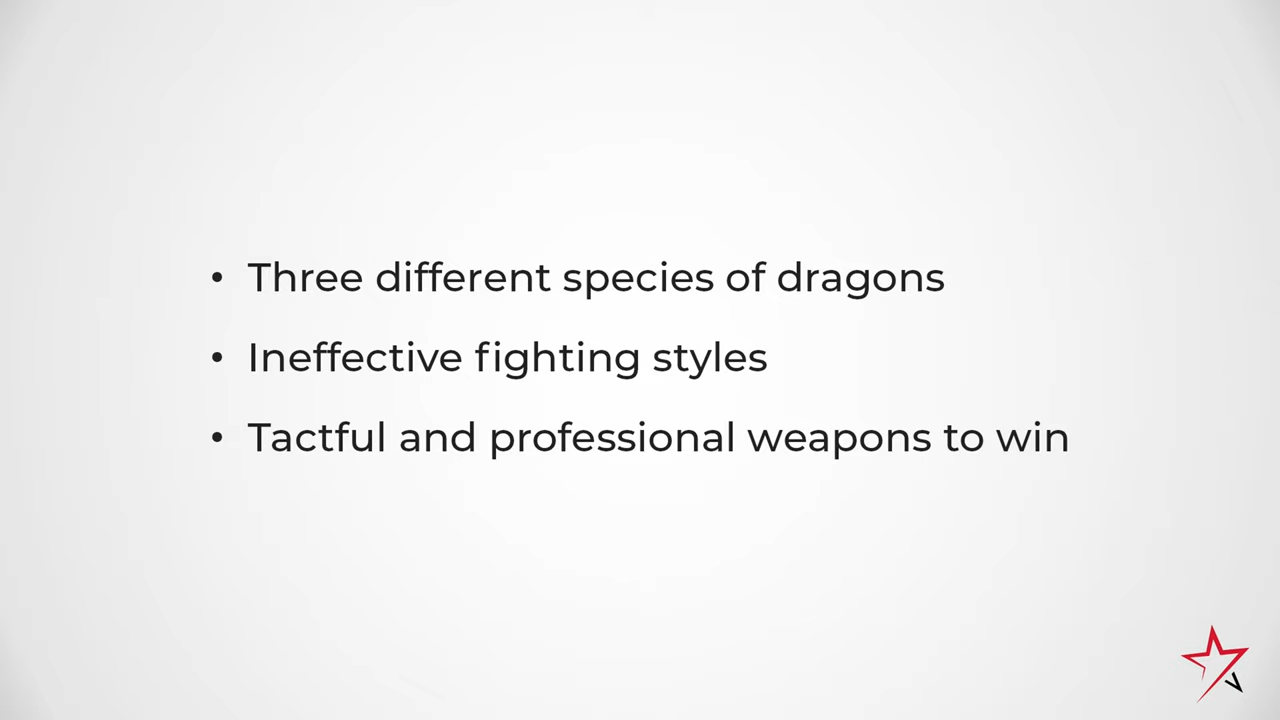 • Three different species of dragons
• Ineffective fighting styles
• Tactful and professional weapons to win